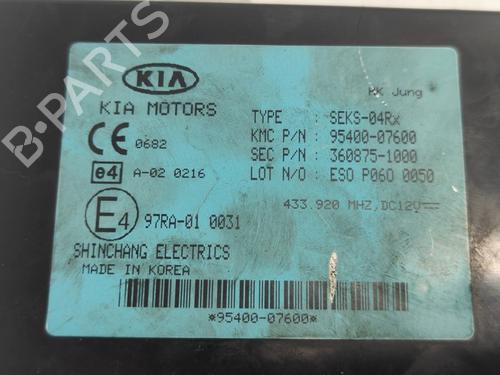 B-PARTS
KIA
KIA MOTORS
KK Jung
TYPE : SEKS-04Rx
KMC P/N : 95400-07600
SEC P/N : 360875-1000
LOT N/O : ESO P060 0050
CE 0682
e4 A-02 0216
433.920 MHZ,DC12V
E4 97RA-01 0031
SHINCHANG ELECTRICS
MADE IN KOREA
*95400-07600*